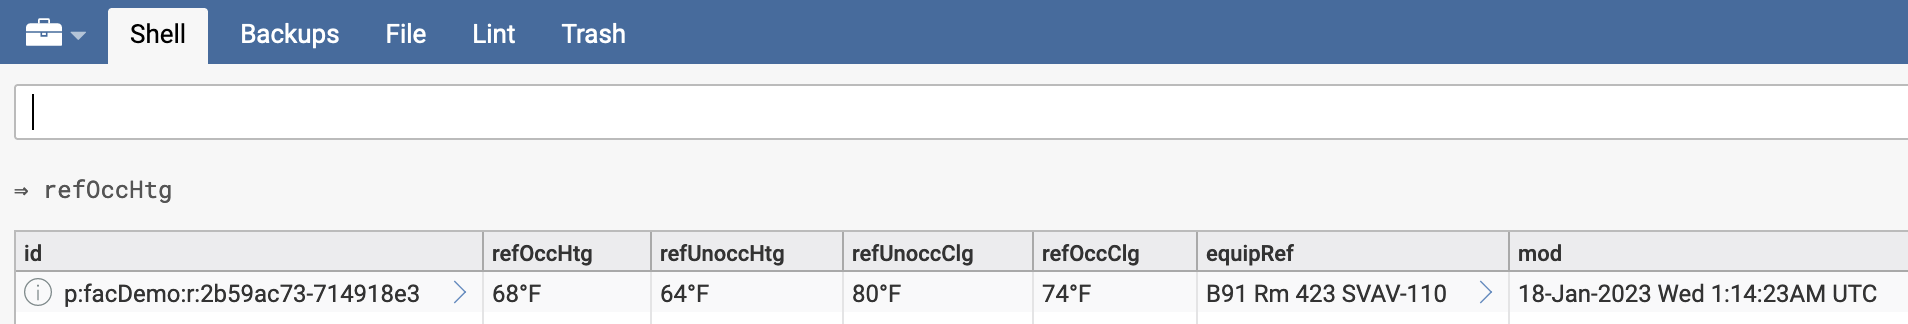 Shell Backups File Lint Trash
⇒ refOccHtg
id refOccHtg refUnoccHtg refUnoccClg refOccClg equipRef mod
p:facDemo:r:2b59ac73-714918e3 68°F 64°F 80°F 74°F B91 Rm 423 SVAV-110 18-Jan-2023 Wed 1:14:23AM UTC